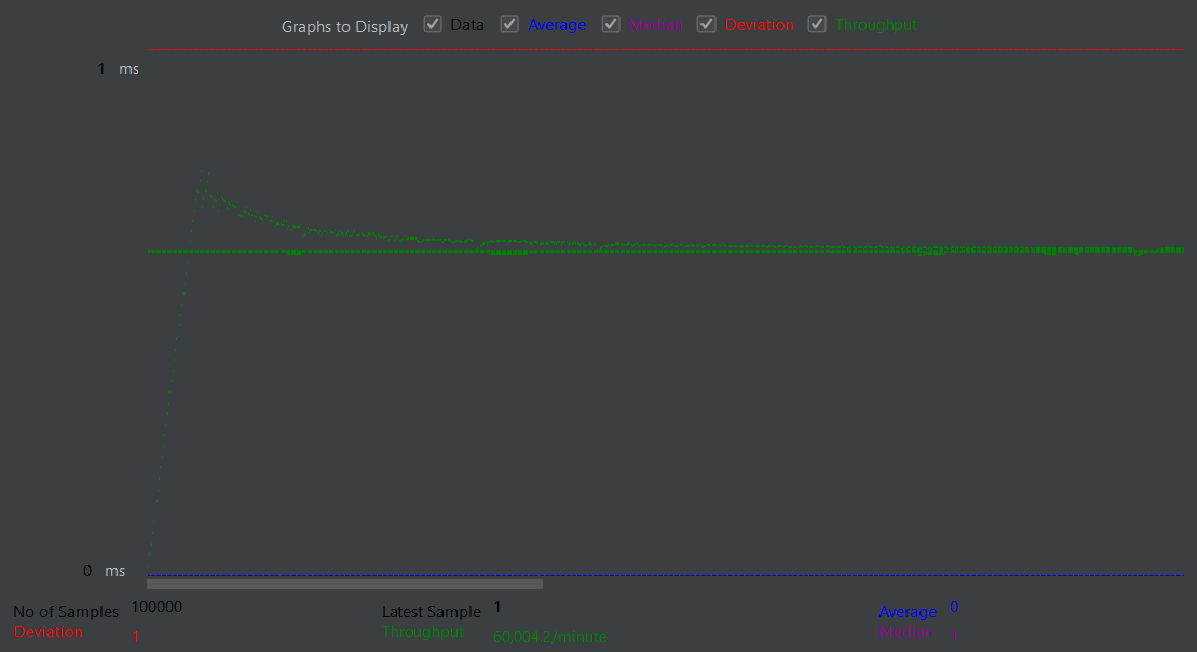 Graphs to Display Data Average Median Deviation Throughput
1 ms
0 ms
No of Samples 100000 Latest Sample 1 Average 0
Deviation 1 Throughput 60,004.2/minute Median 1